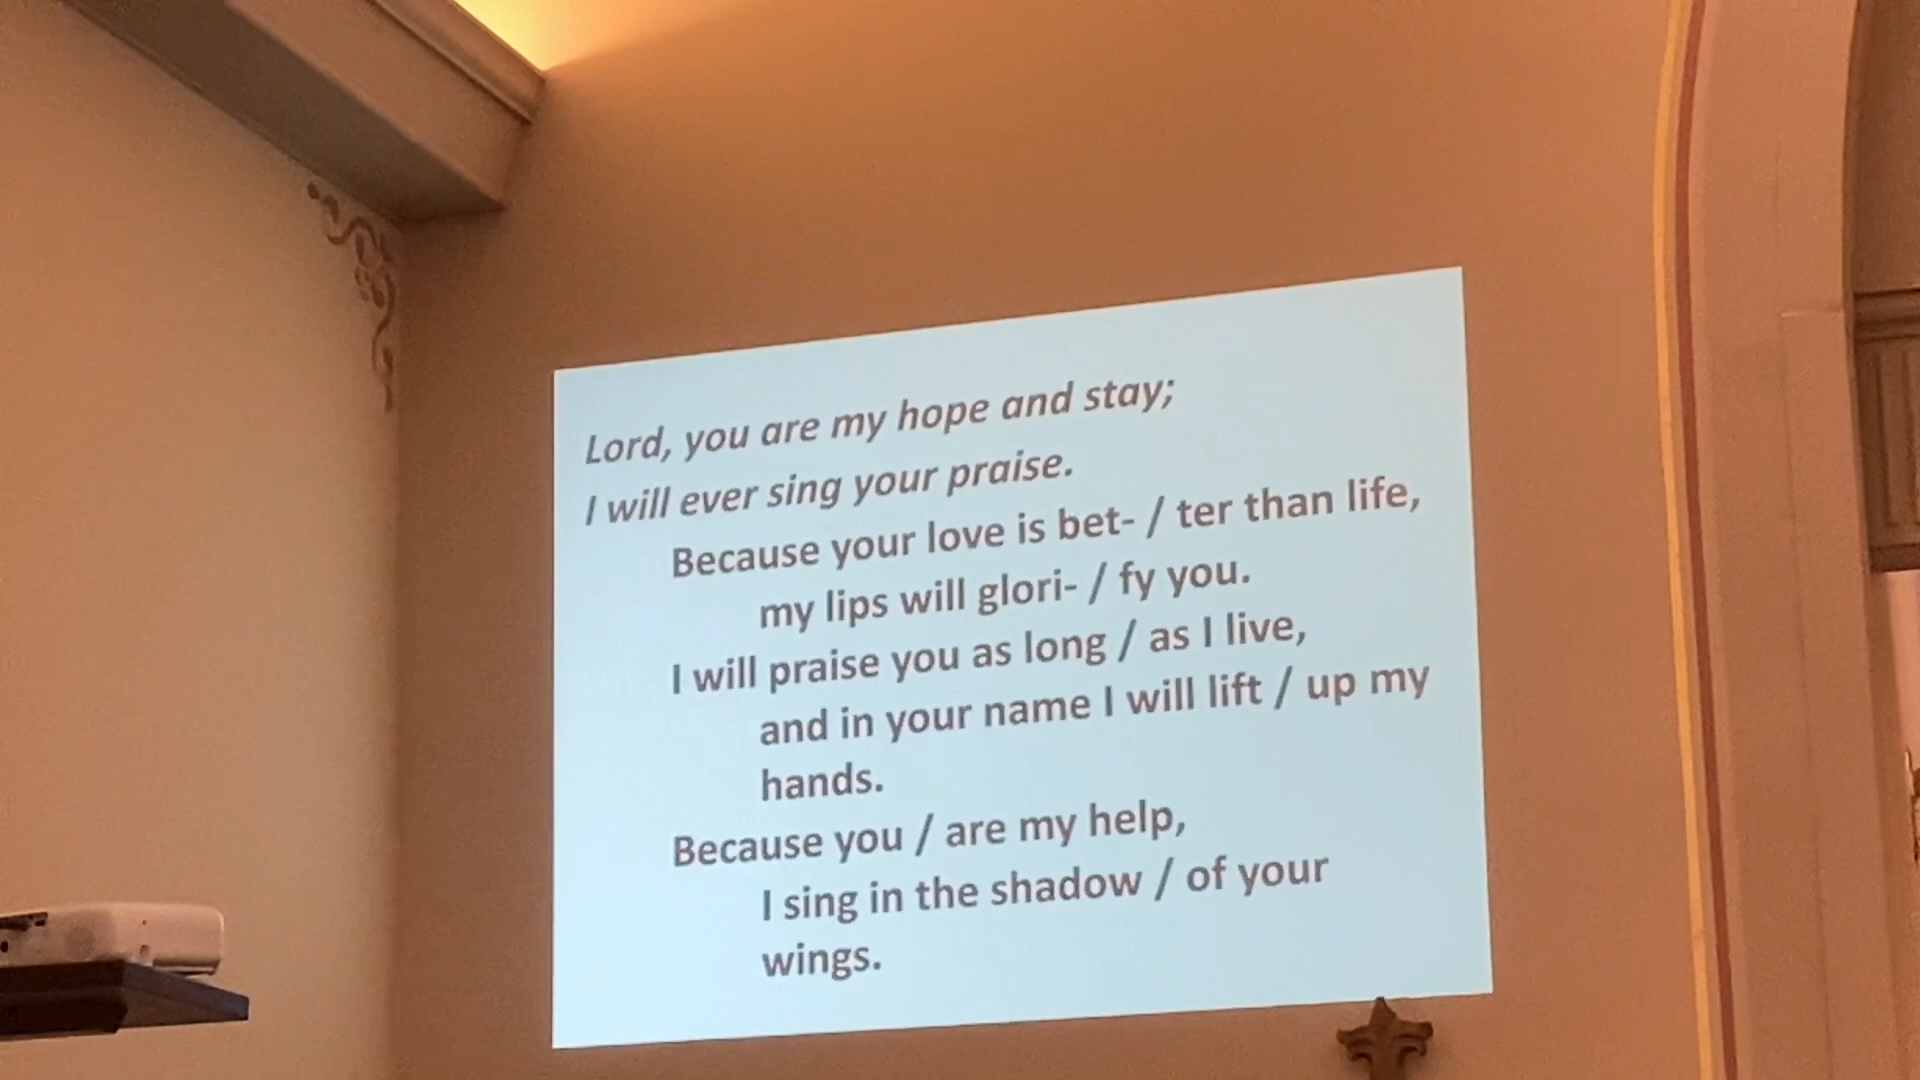 Lord, you are my hope and stay;
I will ever sing your praise.
Because your love is bet- / ter than life,
my lips will glori- / fy you.
I will praise you as long / as I live,
and in your name I will lift / up my
hands.
Because you / are my help,
I sing in the shadow / of your
wings.